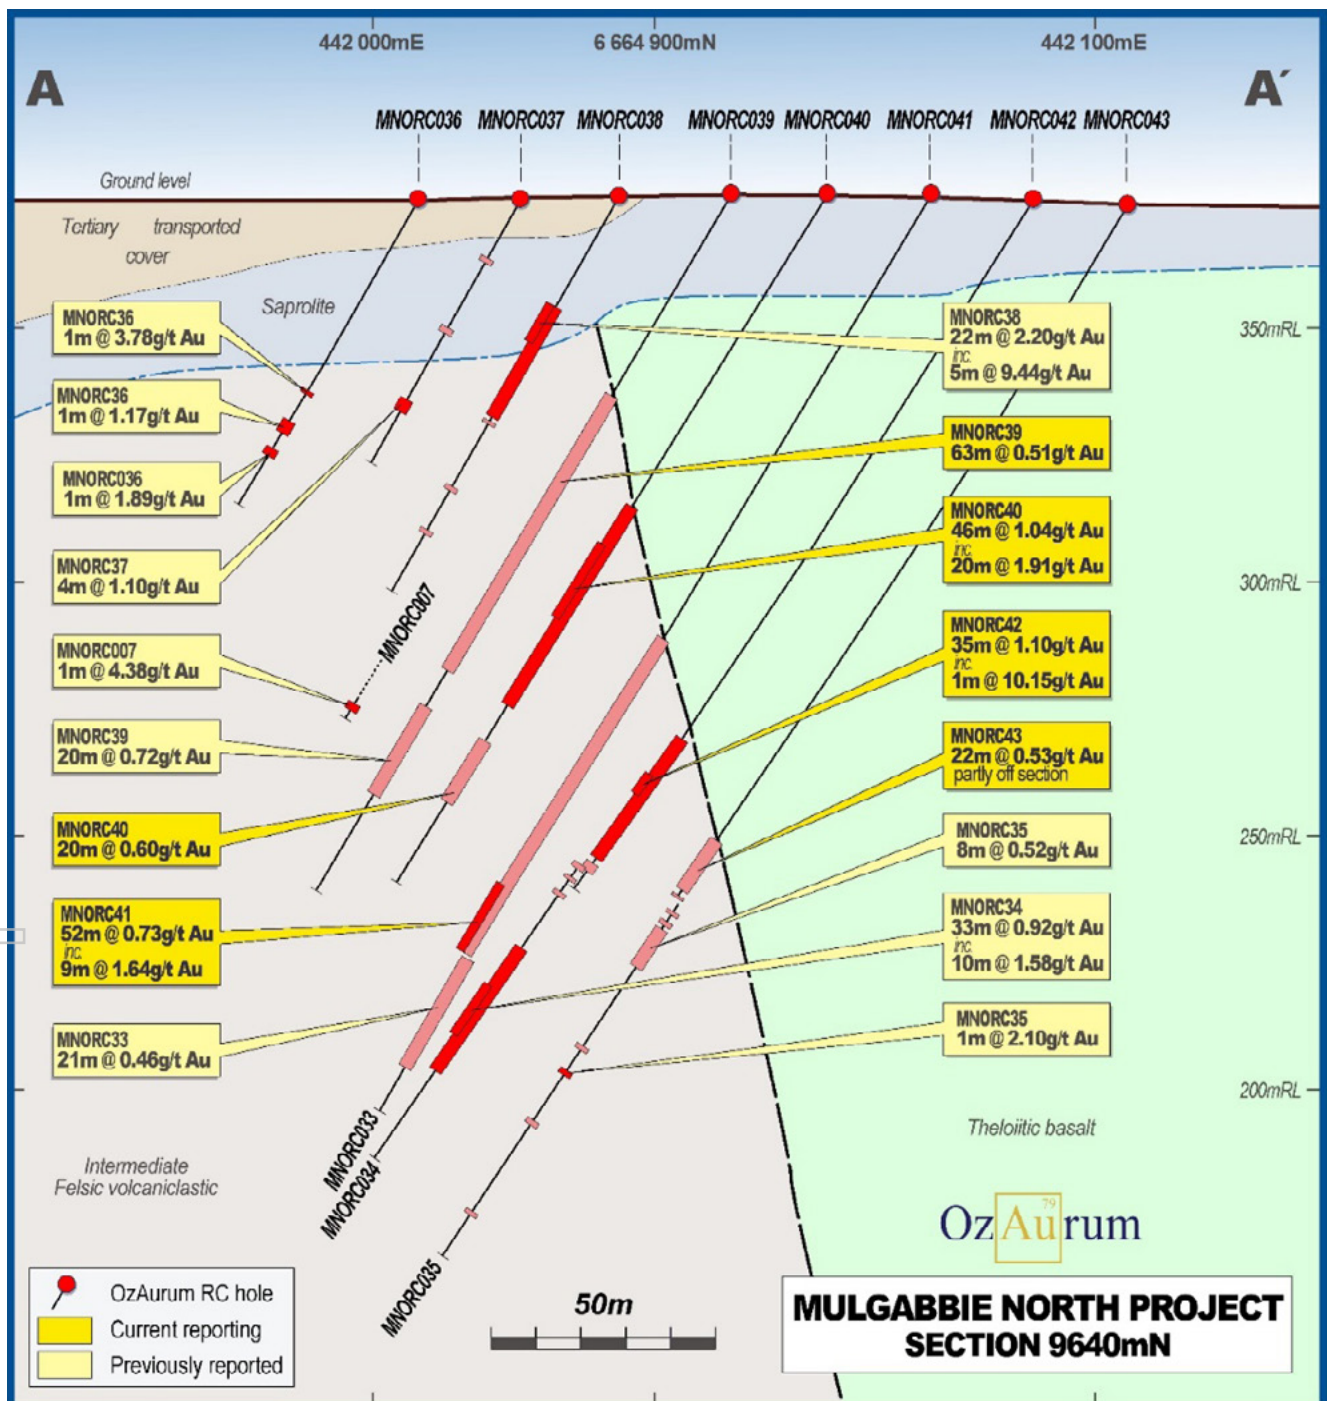 442 000mE 6 664 900mN 442 100mE
A A´
MNORC036 MNORC037 MNORC038 MNORC039 MNORC040 MNORC041 MNORC042 MNORC043
Ground level
Tertiary transported
cover
Saprolite
MNORC36
1m @ 3.78g/t Au
MNORC36
1m @ 1.17g/t Au
MNORC036
1m @ 1.89g/t Au
MNORC37
4m @ 1.10g/t Au
MNORC007
1m @ 4.38g/t Au
MNORC39
20m @ 0.72g/t Au
MNORC40
20m @ 0.60g/t Au
MNORC41
52m @ 0.73g/t Au
inc.
9m @ 1.64g/t Au
MNORC33
21m @ 0.46g/t Au
MNORC007
MNORC033
MNORC034
MNORC035
MNORC38
22m @ 2.20g/t Au
inc.
5m @ 9.44g/t Au
MNORC39
63m @ 0.51g/t Au
MNORC40
46m @ 1.04g/t Au
inc.
20m @ 1.91g/t Au
MNORC42
35m @ 1.10g/t Au
inc.
1m @ 10.15g/t Au
MNORC43
22m @ 0.53g/t Au
partly off section
MNORC35
8m @ 0.52g/t Au
MNORC34
33m @ 0.92g/t Au
inc.
10m @ 1.58g/t Au
MNORC35
1m @ 2.10g/t Au
350mRL
300mRL
250mRL
200mRL
Intermediate
Felsic volcaniclastic
Theloiitic basalt
79
OzAurum
OzAurum RC hole
Current reporting
Previously reported
50m
MULGABBIE NORTH PROJECT
SECTION 9640mN